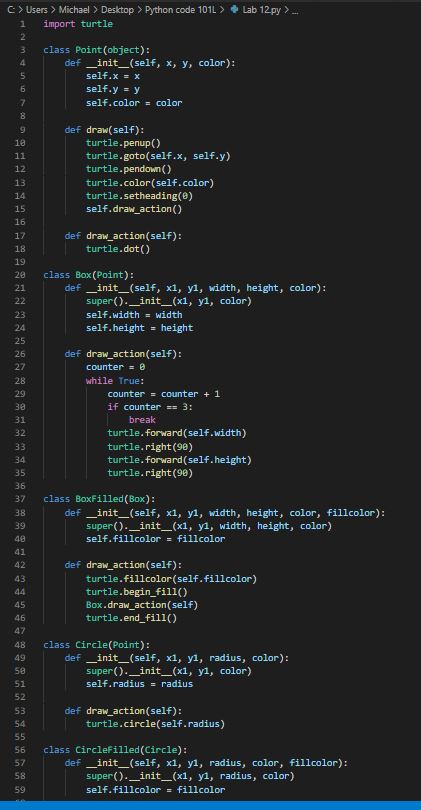 C: > Users > Michael > Desktop > Python code 101L > Lab 12.py > ...
1 import turtle
2
3 class Point(object):
4     def __init__(self, x, y, color):
5         self.x = x
6         self.y = y
7         self.color = color
8
9     def draw(self):
10         turtle.penup()
11         turtle.goto(self.x, self.y)
12         turtle.pendown()
13         turtle.color(self.color)
14         turtle.setheading(0)
15         self.draw_action()
16
17     def draw_action(self):
18         turtle.dot()
19
20 class Box(Point):
21     def __init__(self, x1, y1, width, height, color):
22         super().__init__(x1, y1, color)
23         self.width = width
24         self.height = height
25
26     def draw_action(self):
27         counter = 0
28         while True:
29             counter = counter + 1
30             if counter == 3:
31                 break
32             turtle.forward(self.width)
33             turtle.right(90)
34             turtle.forward(self.height)
35             turtle.right(90)
36
37 class BoxFilled(Box):
38     def __init__(self, x1, y1, width, height, color, fillcolor):
39         super().__init__(x1, y1, width, height, color)
40         self.fillcolor = fillcolor
41
42     def draw_action(self):
43         turtle.fillcolor(self.fillcolor)
44         turtle.begin_fill()
45         Box.draw_action(self)
46         turtle.end_fill()
47
48 class Circle(Point):
49     def __init__(self, x1, y1, radius, color):
50         super().__init__(x1, y1, color)
51         self.radius = radius
52
53     def draw_action(self):
54         turtle.circle(self.radius)
55
56 class CircleFilled(Circle):
57     def __init__(self, x1, y1, radius, color, fillcolor):
58         super().__init__(x1, y1, radius, color)
59         self.fillcolor = fillcolor